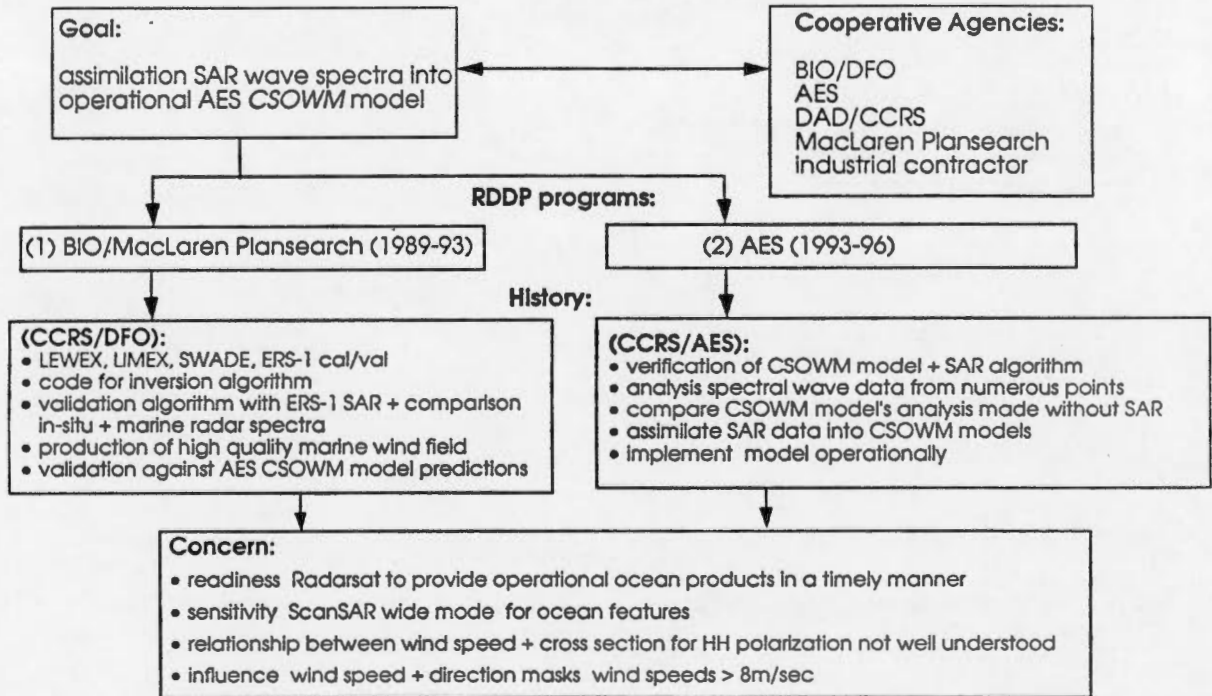 Goal:
assimilation SAR wave spectra into
operational AES CSOWM model
Cooperative Agencies:
BIO/DFO
AES
DAD/CCRS
MacLaren Plansearch
industrial contractor
RDDP programs:
(1) BIO/MacLaren Plansearch (1989-93)
(2) AES (1993-96)
History:
(CCRS/DFO):
• LEWEX, LIMEX, SWADE, ERS-1 cal/val
• code for inversion algorithm
• validation algorithm with ERS-1 SAR + comparison
in-situ + marine radar spectra
• production of high quality marine wind field
• validation against AES CSOWM model predictions
(CCRS/AES):
• verification of CSOWM model + SAR algorithm
• analysis spectral wave data from numerous points
• compare CSOWM model's analysis made without SAR
• assimilate SAR data into CSOWM models
• implement model operationally
Concern:
• readiness Radarsat to provide operational ocean products in a timely manner
• sensitivity ScanSAR wide mode for ocean features
• relationship between wind speed + cross section for HH polarization not well understood
• influence wind speed + direction masks wind speeds > 8m/sec